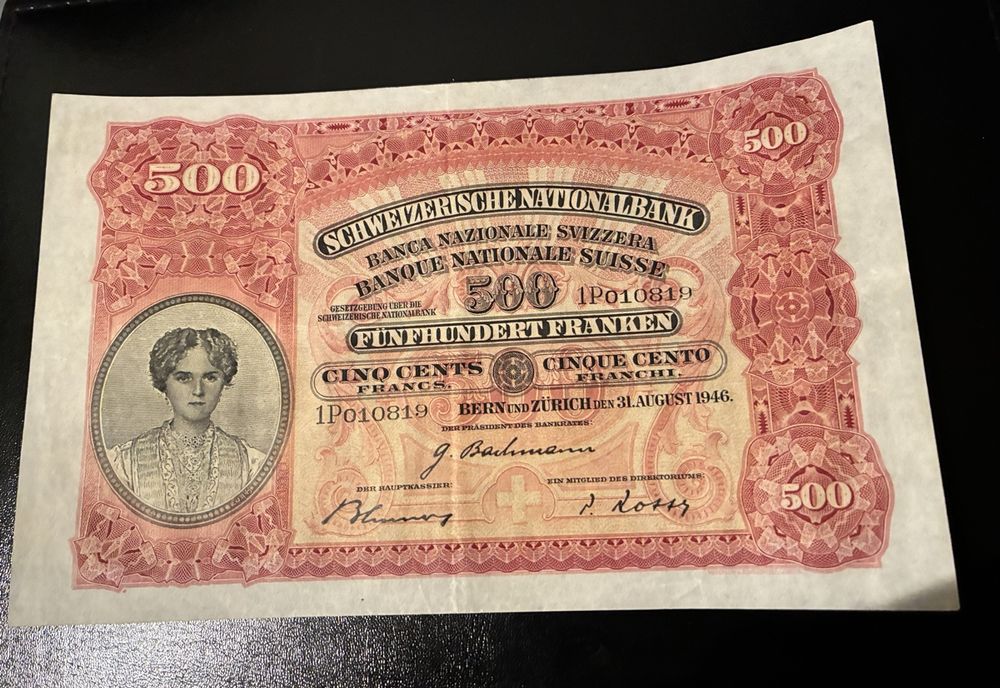 500
500
SCHWEIZERISCHE NATIONALBANK
BANCA NAZIONALE SVIZZERA
BANQUE NATIONALE SUISSE
GESETZGEBUNG ÜBER DIE
SCHWEIZERISCHE NATIONALBANK
500
1P010819
FÜNFHUNDERT FRANKEN
CINQ CENTS
FRANCS.
CINQUE CENTO
FRANCHI.
1P010819
BERN UND ZÜRICH DEN 31. AUGUST 1946.
DER PRÄSIDENT DES BANKRATES:
G. Bachmann
DER HAUPTKASSIER:
EIN MITGLIED DES DIREKTORIUMS:
P. Rossy
500